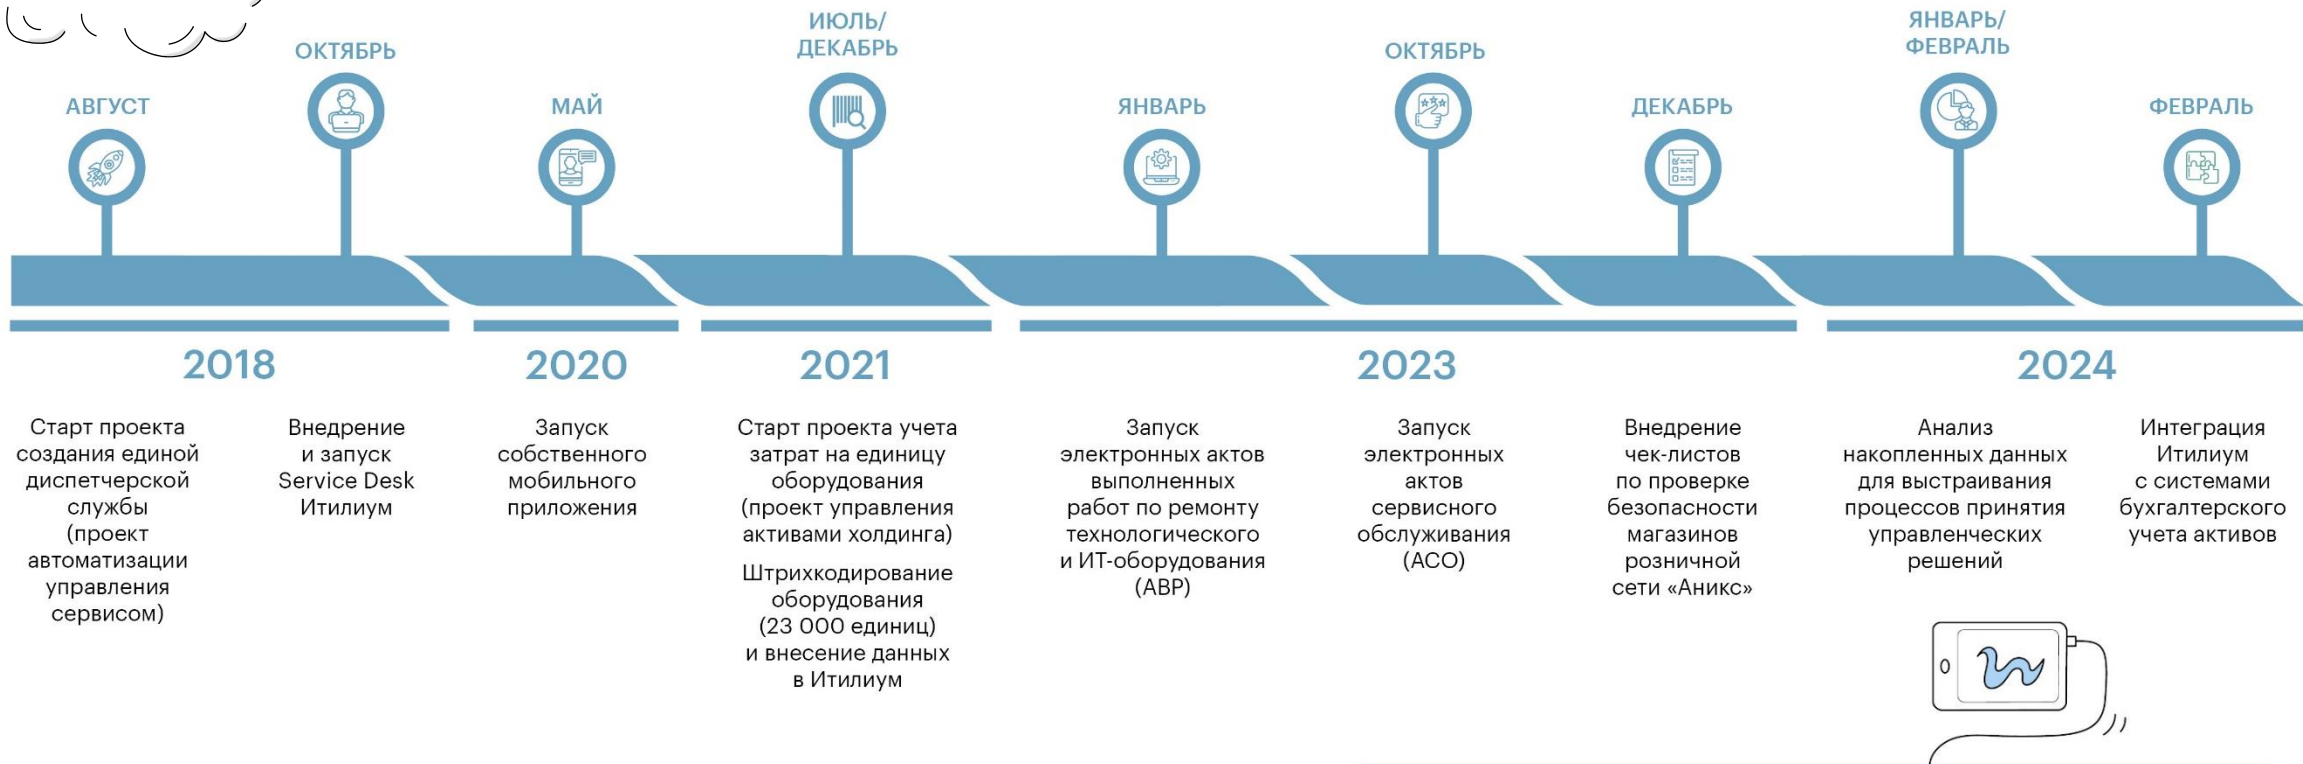 АВГУСТ
ОКТЯБРЬ
МАЙ
ИЮЛЬ/
ДЕКАБРЬ
ЯНВАРЬ
ОКТЯБРЬ
ДЕКАБРЬ
ЯНВАРЬ/
ФЕВРАЛЬ
ФЕВРАЛЬ
2018
2020
2021
2023
2024
Старт проекта
создания единой
диспетчерской
службы
(проект
автоматизации
управления
сервисом)
Внедрение
и запуск
Service Desk
Итилиум
Запуск
собственного
мобильного
приложения
Старт проекта учета
затрат на единицу
оборудования
(проект управления
активами холдинга)
Штрихкодирование
оборудования
(23 000 единиц)
и внесение данных
в Итилиум
Запуск
электронных актов
выполненных
работ по ремонту
технологического
и ИТ-оборудования
(АВР)
Запуск
электронных
актов
сервисного
обслуживания
(АСО)
Внедрение
чек-листов
по проверке
безопасности
магазинов
розничной
сети «Аникс»
Анализ
накопленных данных
для выстраивания
процессов принятия
управленческих
решений
Интеграция
Итилиум
с системами
бухгалтерского
учета активов